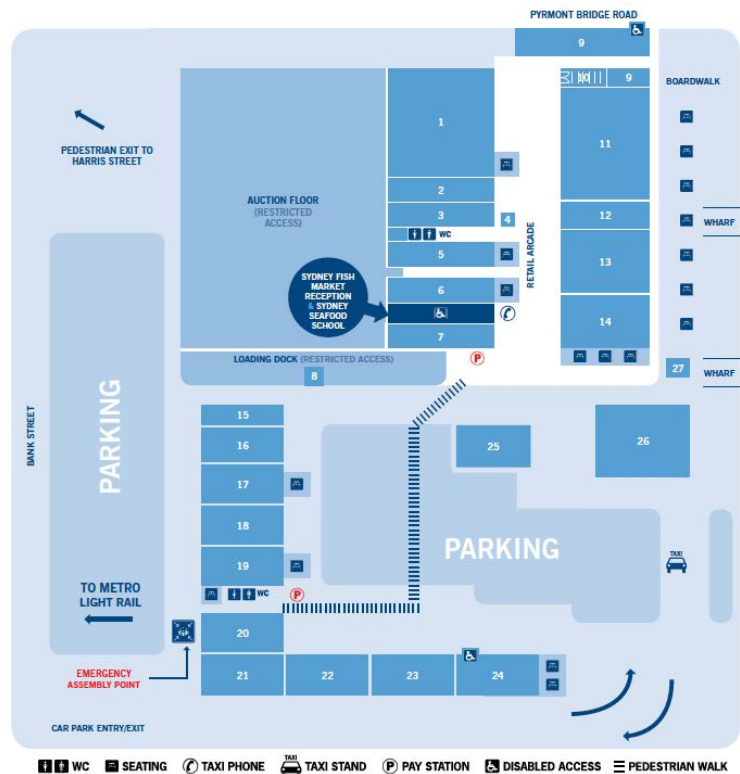 PYRMONT BRIDGE ROAD
9
9
BOARDWALK
1
11
PEDESTRIAN EXIT TO
HARRIS STREET
AUCTION FLOOR
(RESTRICTED
ACCESS)
2
3
4
12
WHARF
WC
RETAIL ARCADE
5
13
SYDNEY FISH
MARKET
RECEPTION
& SYDNEY
SEAFOOD
SCHOOL
6
7
14
LOADING DOCK (RESTRICTED ACCESS)
P
8
27
WHARF
BANK STREET
PARKING
15
16
25
26
17
18
PARKING
19
TAXI
WC
P
TO METRO
LIGHT RAIL
20
EMERGENCY
ASSEMBLY POINT
21
22
23
24
CAR PARK ENTRY/EXIT
WC SEATING TAXI PHONE TAXI TAXI STAND P PAY STATION DISABLED ACCESS PEDESTRIAN WALK